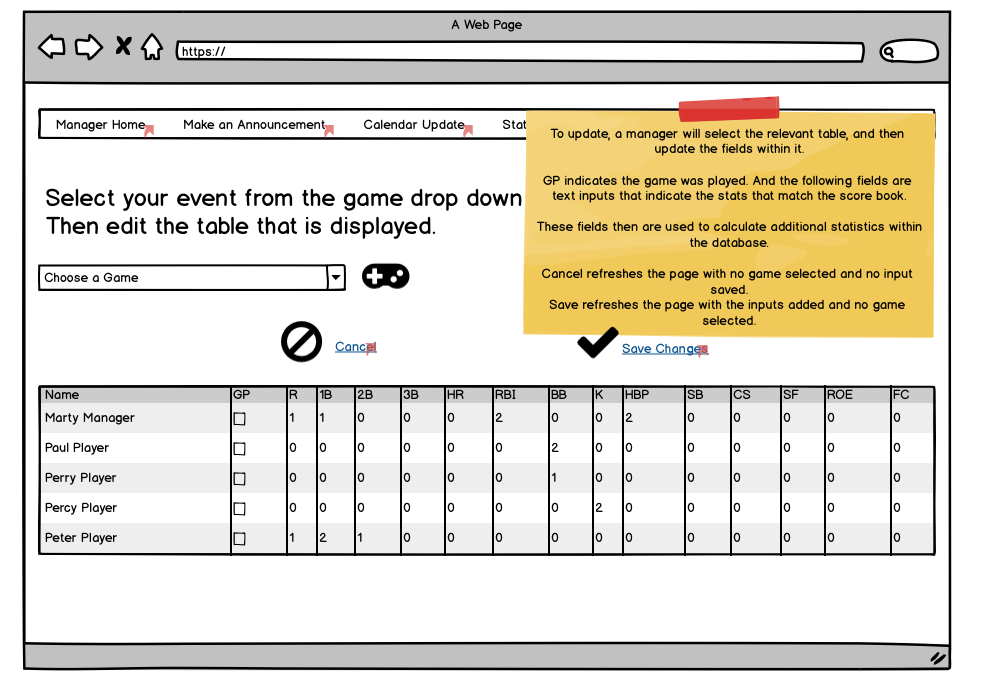 A Web Page
https://
Manager Home Make an Announcement Calendar Update Stat
To update, a manager will select the relevant table, and then
update the fields within it.
GP indicates the game was played. And the following fields are
text inputs that indicate the stats that match the score book.
These fields then are used to calculate additional statistics within
the database.
Cancel refreshes the page with no game selected and no input
saved.
Save refreshes the page with the inputs added and no game
selected.
Select your event from the game drop down
Then edit the table that is displayed.
Choose a Game
Cancel
Save Changes
Name GP R 1B 2B 3B HR RBI BB K HBP SB CS SF ROE FC
Marty Manager 1 1 0 0 0 2 0 0 2 0 0 0 0 0
Paul Player 0 0 0 0 0 0 2 0 0 0 0 0 0 0
Perry Player 0 0 0 0 0 0 1 0 0 0 0 0 0 0
Percy Player 0 0 0 0 0 0 0 2 0 0 0 0 0 0
Peter Player 1 2 1 0 0 0 0 0 0 0 0 0 0 0